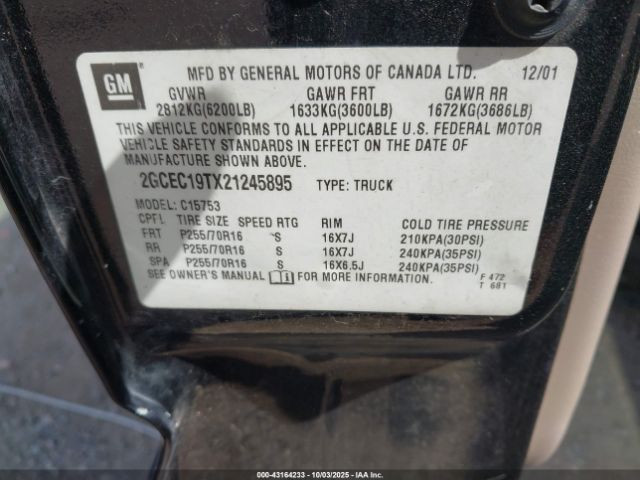 GM
MFD BY GENERAL MOTORS OF CANADA LTD. 12/01
GVWR GAWR FRT GAWR RR
2812KG(6200LB) 1633KG(3600LB) 1672KG(3686LB)
THIS VEHICLE CONFORMS TO ALL APPLICABLE U.S. FEDERAL MOTOR
VEHICLE SAFETY STANDARDS IN EFFECT ON THE DATE OF
MANUFACTURE SHOWN ABOVE.
2GCEC19TX21245895 TYPE: TRUCK
MODEL: C15753
CPFL TIRE SIZE SPEED RTG RIM COLD TIRE PRESSURE
FRT P255/70R16 S 16X7J 210KPA(30PSI)
RR P255/70R16 S 16X7J 240KPA(35PSI)
SPA P255/70R16 S 16X6.5J 240KPA(35PSI)
SEE OWNER'S MANUAL FOR MORE INFORMATION. F 472
T 681
000-43164233 - 10/03/2025 - IAAI.COM